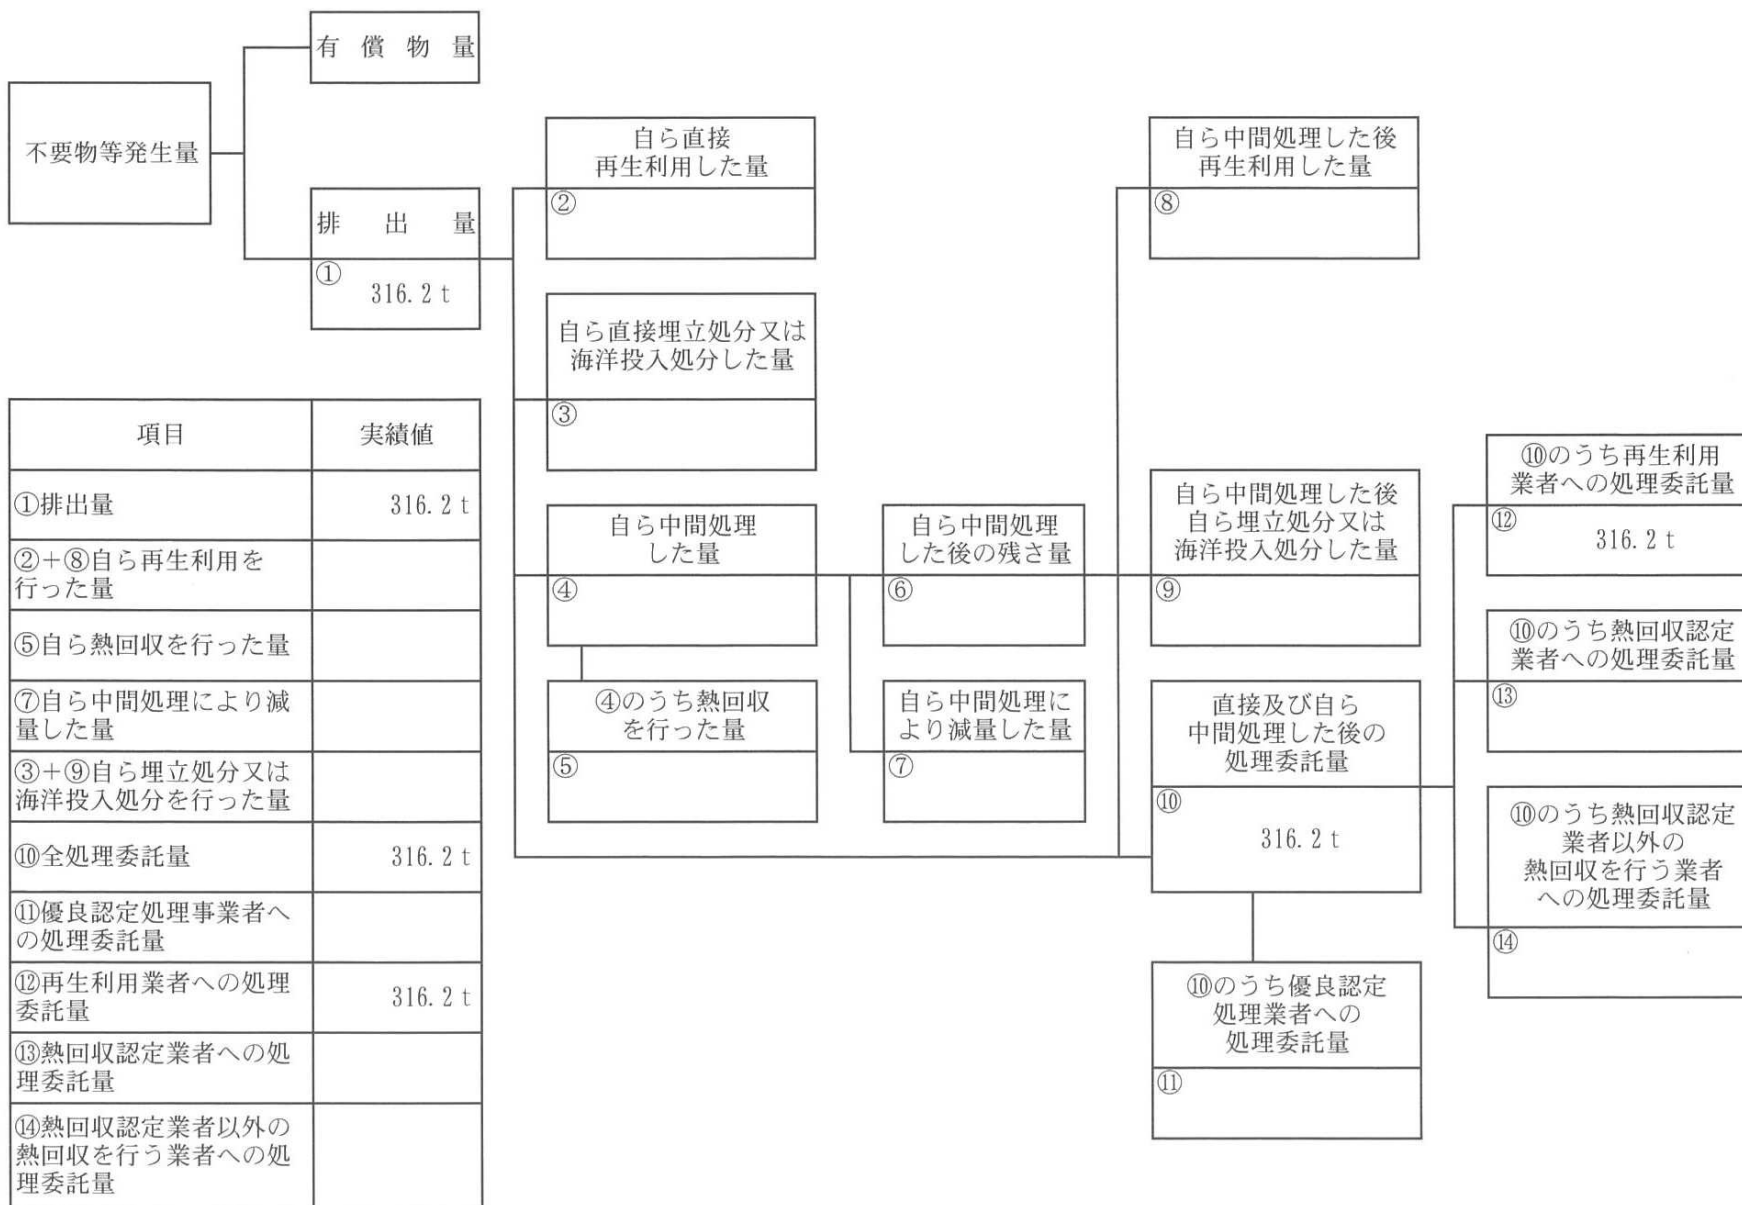 有償物量
不要物等発生量
排出量
①
316.2 t
自ら直接
再生利用した量
②
自ら直接埋立処分又は
海洋投入処分した量
③
自ら中間処理
した量
④
④のうち熱回収
を行った量
⑤
自ら中間処理
した後の残さ量
⑥
自ら中間処理に
より減量した量
⑦
自ら中間処理した後
再生利用した量
⑧
自ら中間処理した後
自ら埋立処分又は
海洋投入処分した量
⑨
直接及び自ら
中間処理した後の
処理委託量
⑩
316.2 t
⑩のうち優良認定
処理業者への
処理委託量
⑪
⑩のうち再生利用
業者への処理委託量
⑫
316.2 t
⑩のうち熱回収認定
業者への処理委託量
⑬
⑩のうち熱回収認定
業者以外の
熱回収を行う業者
への処理委託量
⑭
項目 実績値
①排出量 316.2 t
②+⑧自ら再生利用を
行った量
⑤自ら熱回収を行った量
⑦自ら中間処理により減
量した量
③+⑨自ら埋立処分又は
海洋投入処分を行った量
⑩全処理委託量 316.2 t
⑪優良認定処理事業者へ
の処理委託量
⑫再生利用業者への処理
委託量 316.2 t
⑬熱回収認定業者への処
理委託量
⑭熱回収認定業者以外の
熱回収を行う業者への処
理委託量